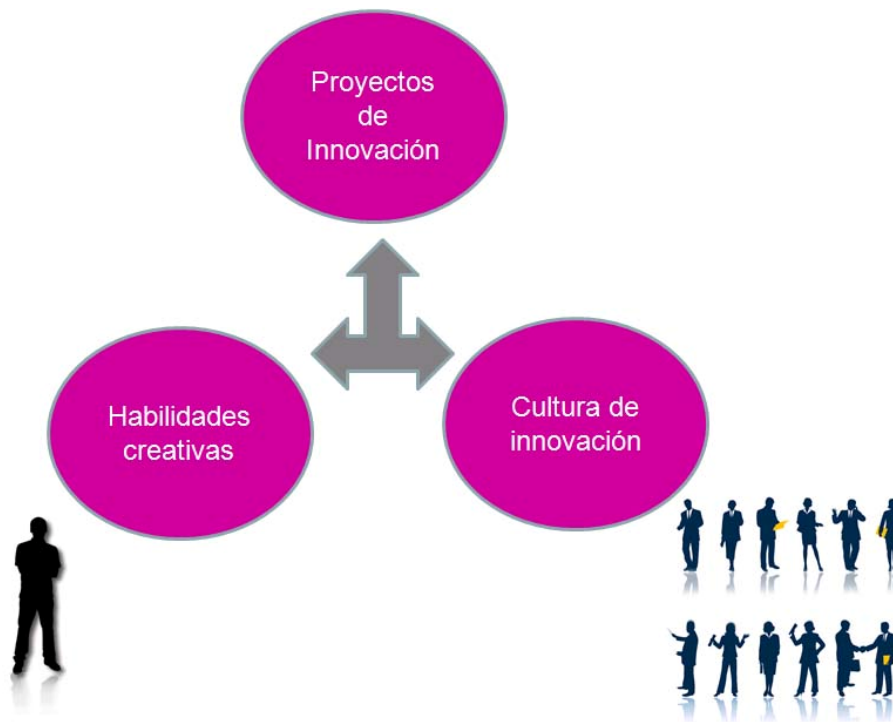 Proyectos
de
Innovación
Habilidades
creativas
Cultura de
innovación